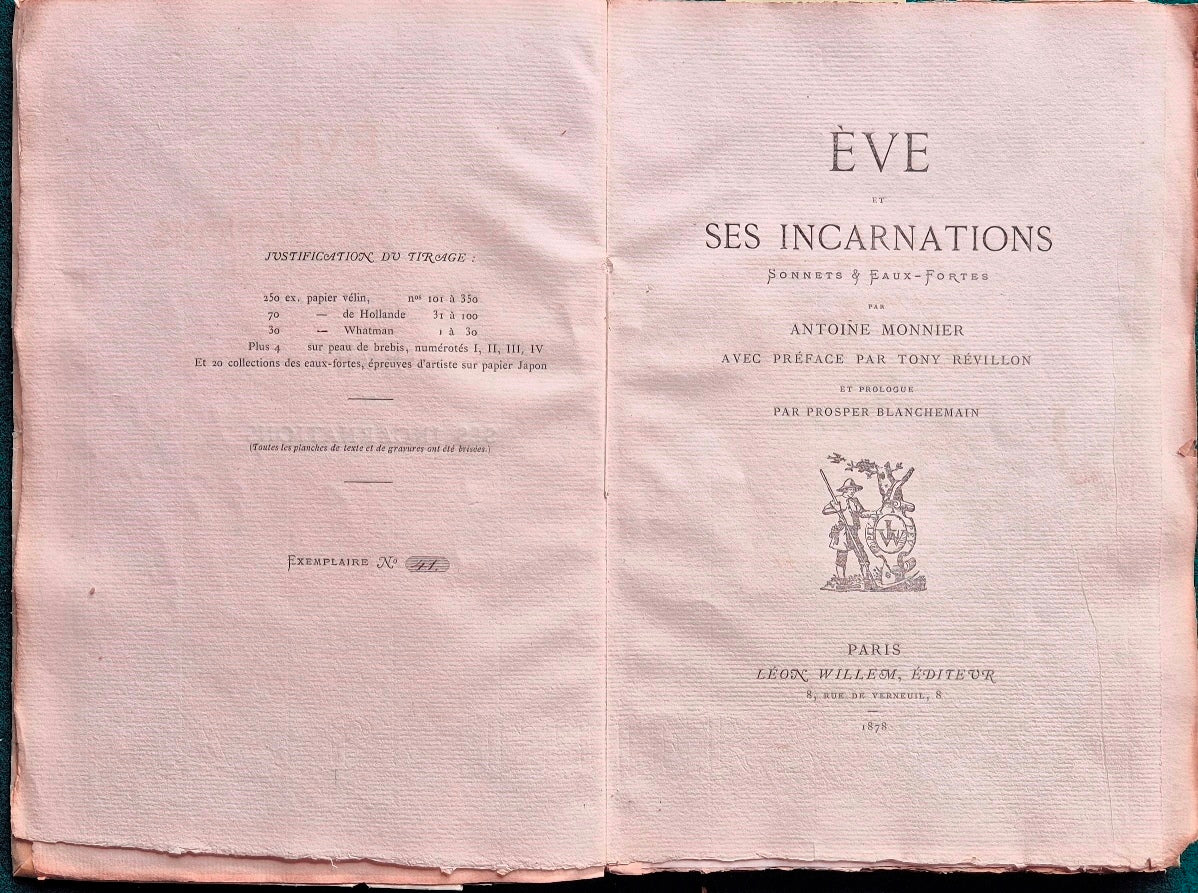 JUSTIFICATION DU TIRAGE :
250 ex. papier vélin, nos 101 à 350
70 — de Hollande 31 à 100
30 — Whatman 1 à 30
Plus 4 sur peau de brebis, numérotés I, II, III, IV
Et 20 collections des eaux-fortes, épreuves d'artiste sur papier Japon
(Toutes les planches de texte et de gravures ont été brisées.)
EXEMPLAIRE No 41.
ÈVE
ET
SES INCARNATIONS
SONNETS & EAUX-FORTES
PAR
ANTOINE MONNIER
AVEC PRÉFACE PAR TONY RÉVILLON
ET PROLOGUE
PAR PROSPER BLANCHEMAIN
PARIS
LÉON WILLEM, ÉDITEUR
8, RUE DE VERNEUIL, 8
1878